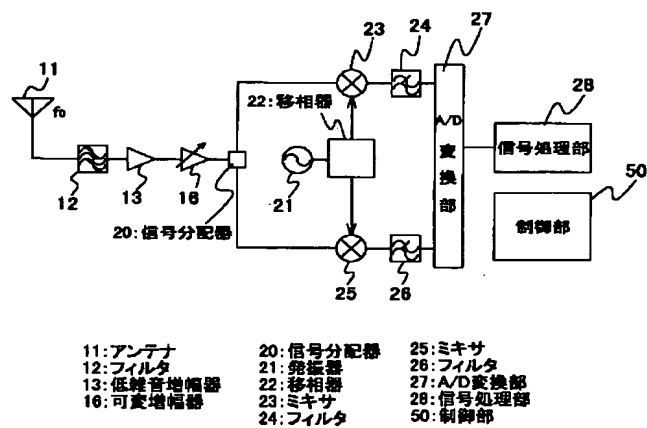 23
24
27
11
28
22:移相器
f₀
A/D
変
換
部
信号処理部
50
12
13
16
21
20:信号分配器
制御部
25
26
11:アンテナ
12:フィルタ
13:低雑音増幅器
16:可変増幅器
20:信号分配器
21:発振器
22:移相器
23:ミキサ
24:フィルタ
25:ミキサ
26:フィルタ
27:A/D変換部
28:信号処理部
50:制御部